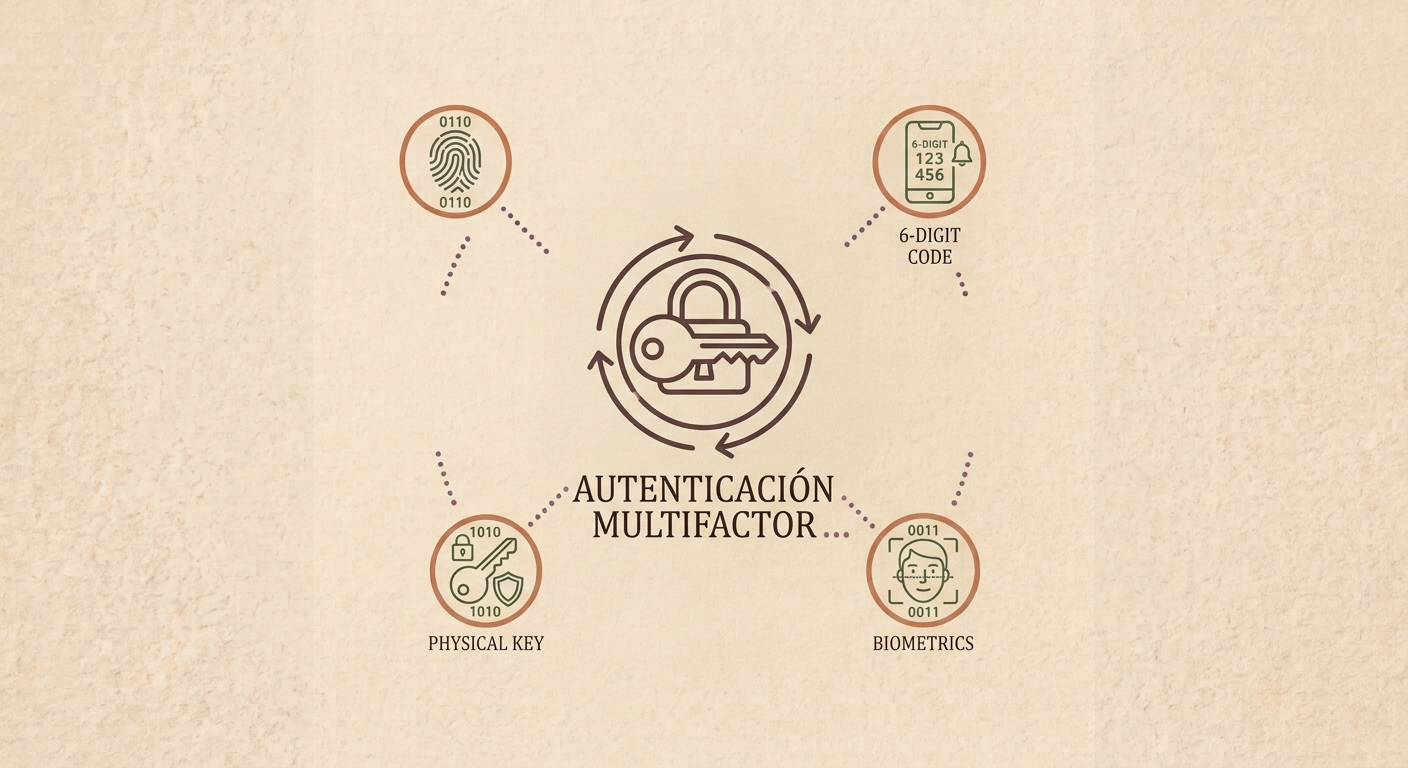 0110
0110
6-DIGIT
123
456
6-DIGIT
CODE
AUTENTICACIÓN
MULTIFACTOR
1010
1010
PHYSICAL KEY
0011
0011
BIOMETRICS